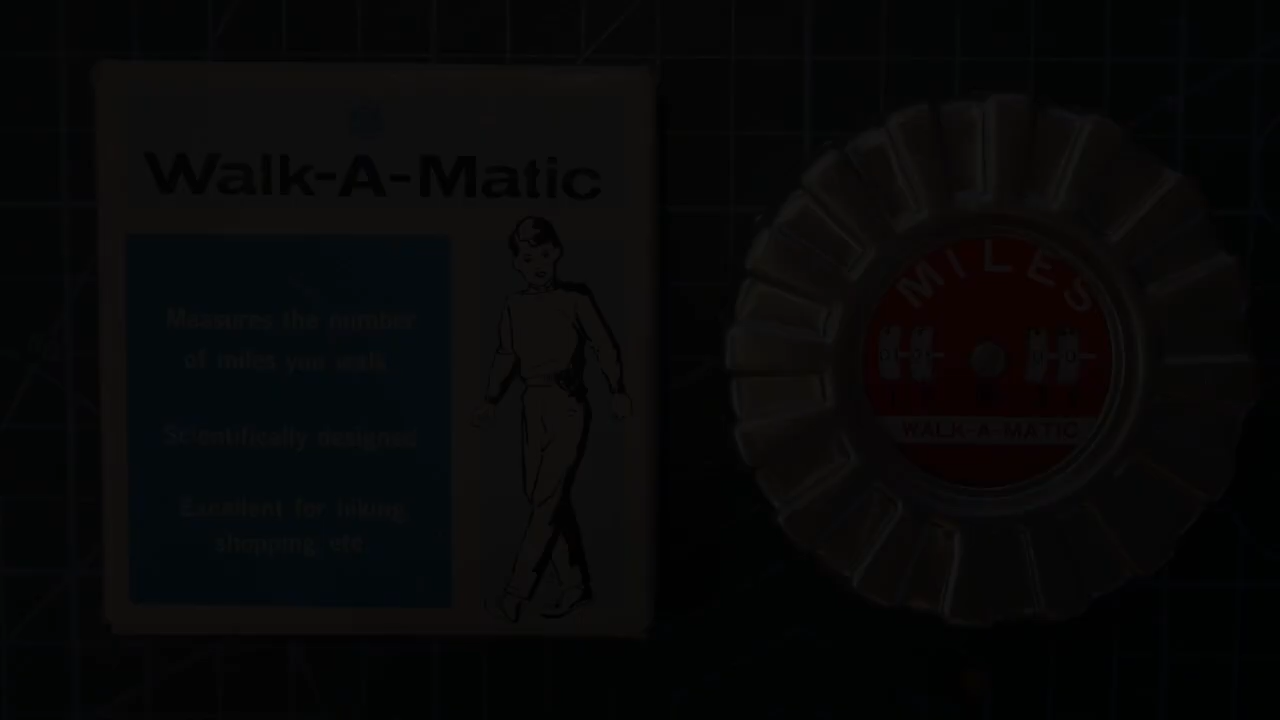 Walk-A-Matic
Measures the number
of miles you walk
Scientifically designed
Excellent for hiking,
shopping, etc.
MILES
WALK-A-MATIC